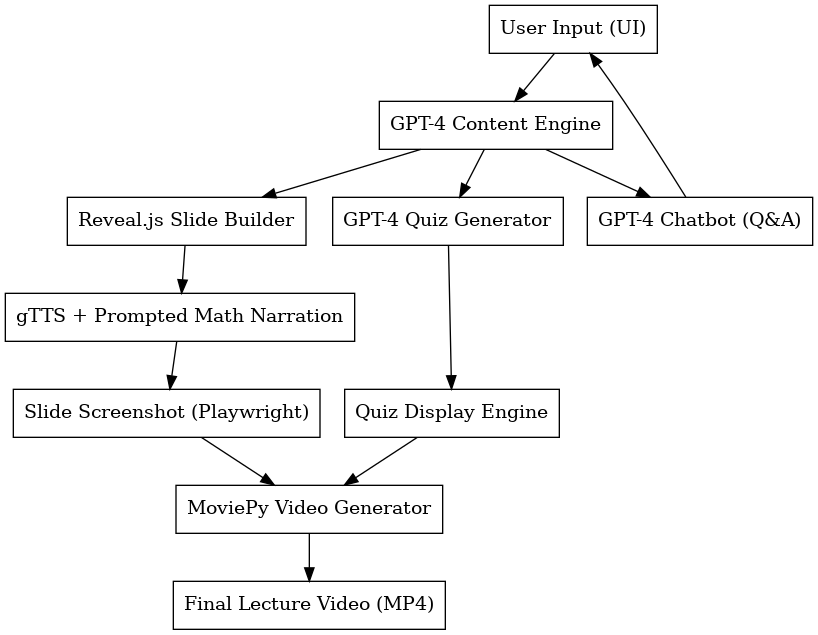 User Input (UI)
GPT-4 Content Engine
Reveal.js Slide Builder
GPT-4 Quiz Generator
GPT-4 Chatbot (Q&A)
gTTS + Prompted Math Narration
Slide Screenshot (Playwright)
Quiz Display Engine
MoviePy Video Generator
Final Lecture Video (MP4)